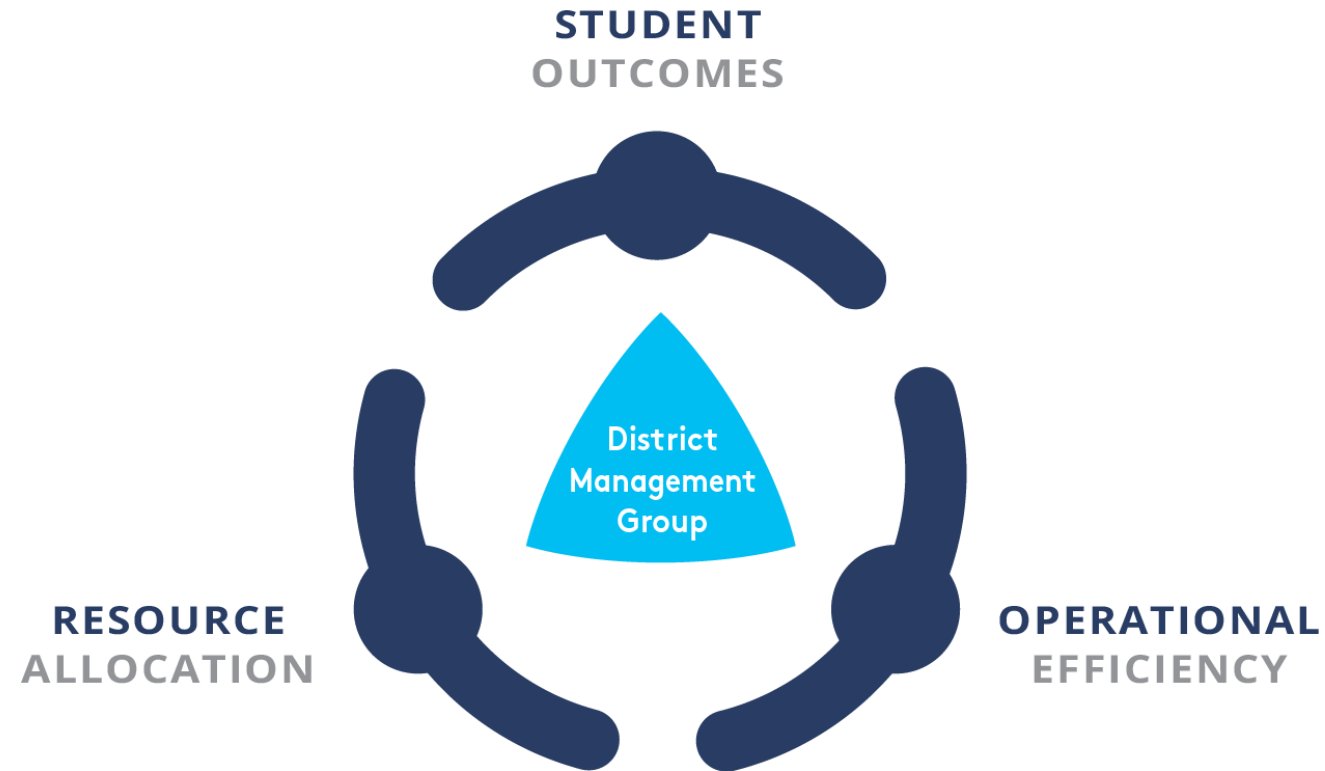 STUDENT
OUTCOMES
District
Management
Group
RESOURCE
ALLOCATION
OPERATIONAL
EFFICIENCY